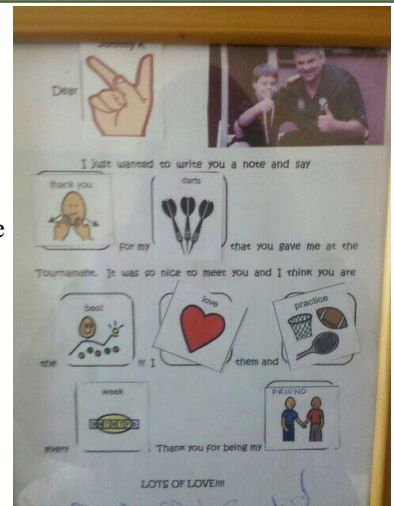 Johnny K
Dear
I just wanted to write you a note and say
thank you darts
for my that you gave me at the
Tournament. It was so nice to meet you and I think you are
best love practice
the !!! I them and
week FRIEND
every Thank you for being my
LOTS OF LOVE!!!!